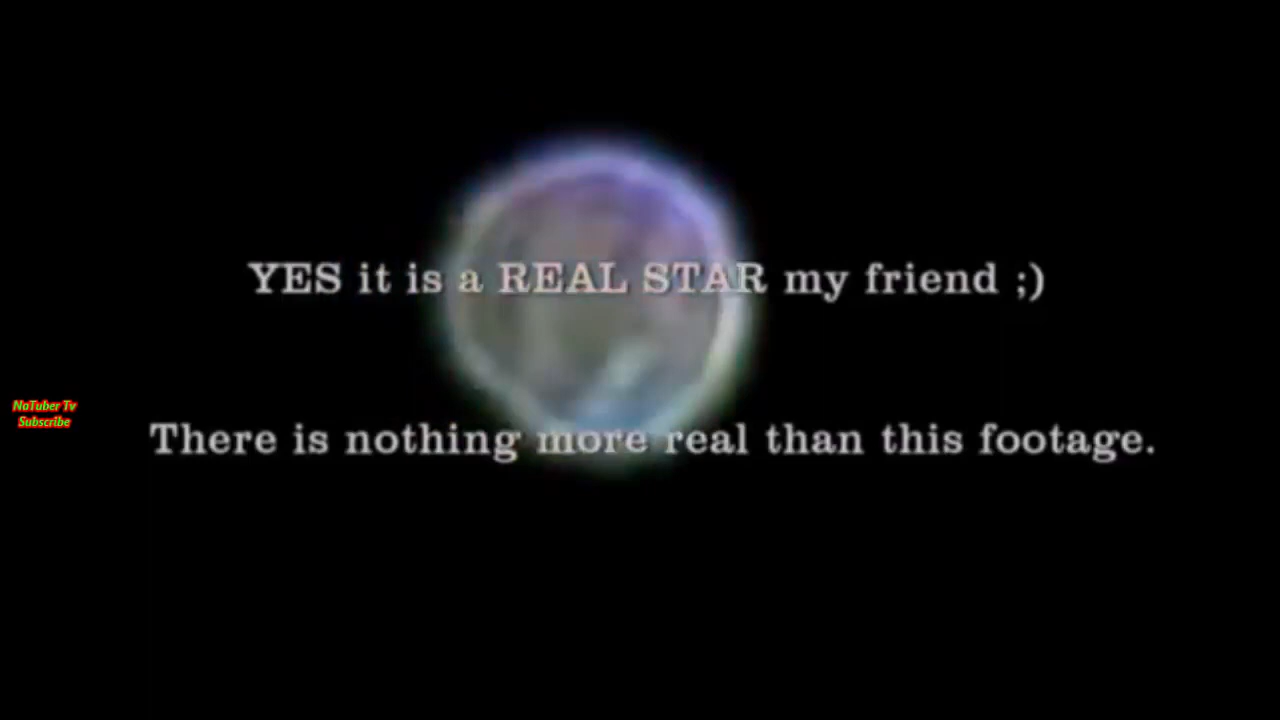 YES it is a REAL STAR my friend ;)
NaTuber Tv
Subscribe
There is nothing more real than this footage.